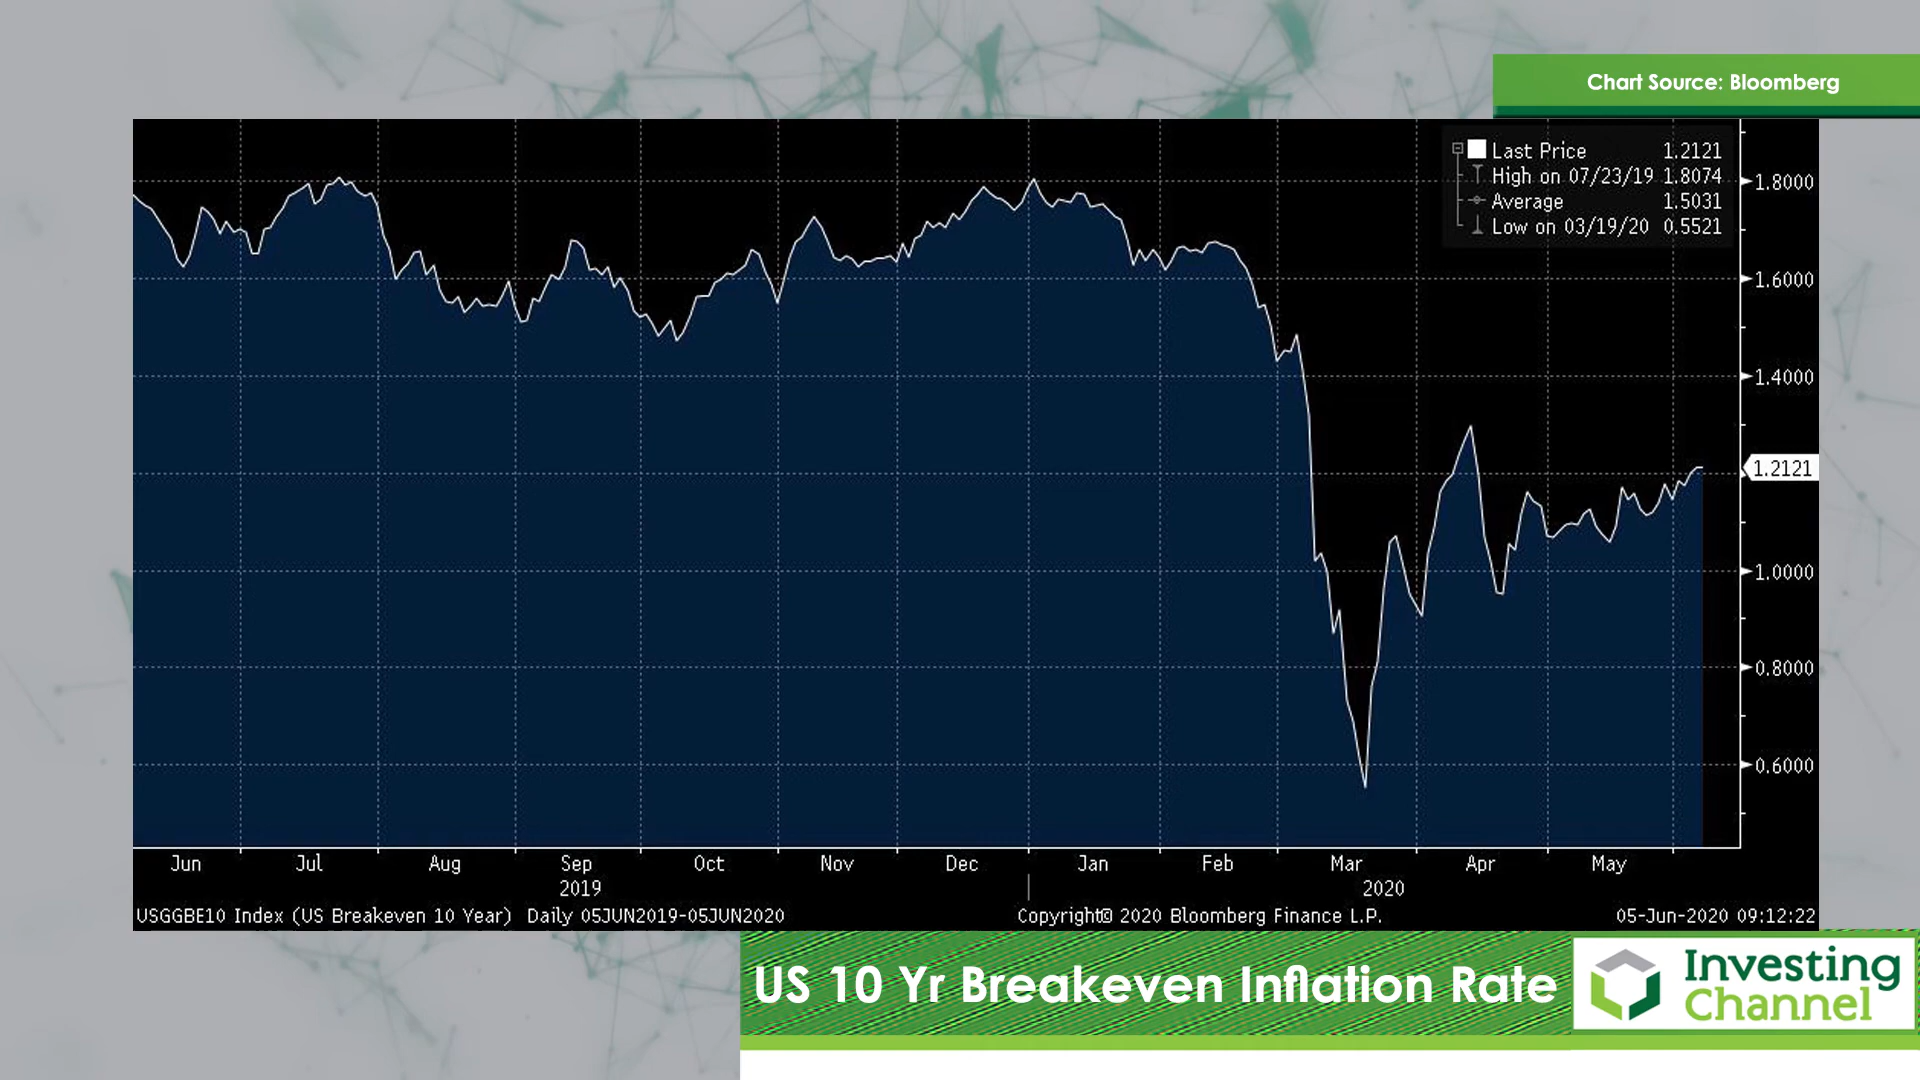 Chart Source: Bloomberg
Last Price 1.2121
High on 07/23/19 1.8074
Average 1.5031
Low on 03/19/20 0.5521
1.8000
1.6000
1.4000
1.2121
1.0000
0.8000
0.6000
Jun Jul Aug Sep Oct Nov Dec Jan Feb Mar Apr May
2019 2020
USGGBE10 Index (US Breakeven 10 Year) Daily 05JUN2019-05JUN2020 Copyright© 2020 Bloomberg Finance L.P. 05-Jun-2020 09:12:22
US 10 Yr Breakeven Inflation Rate
Investing
Channel